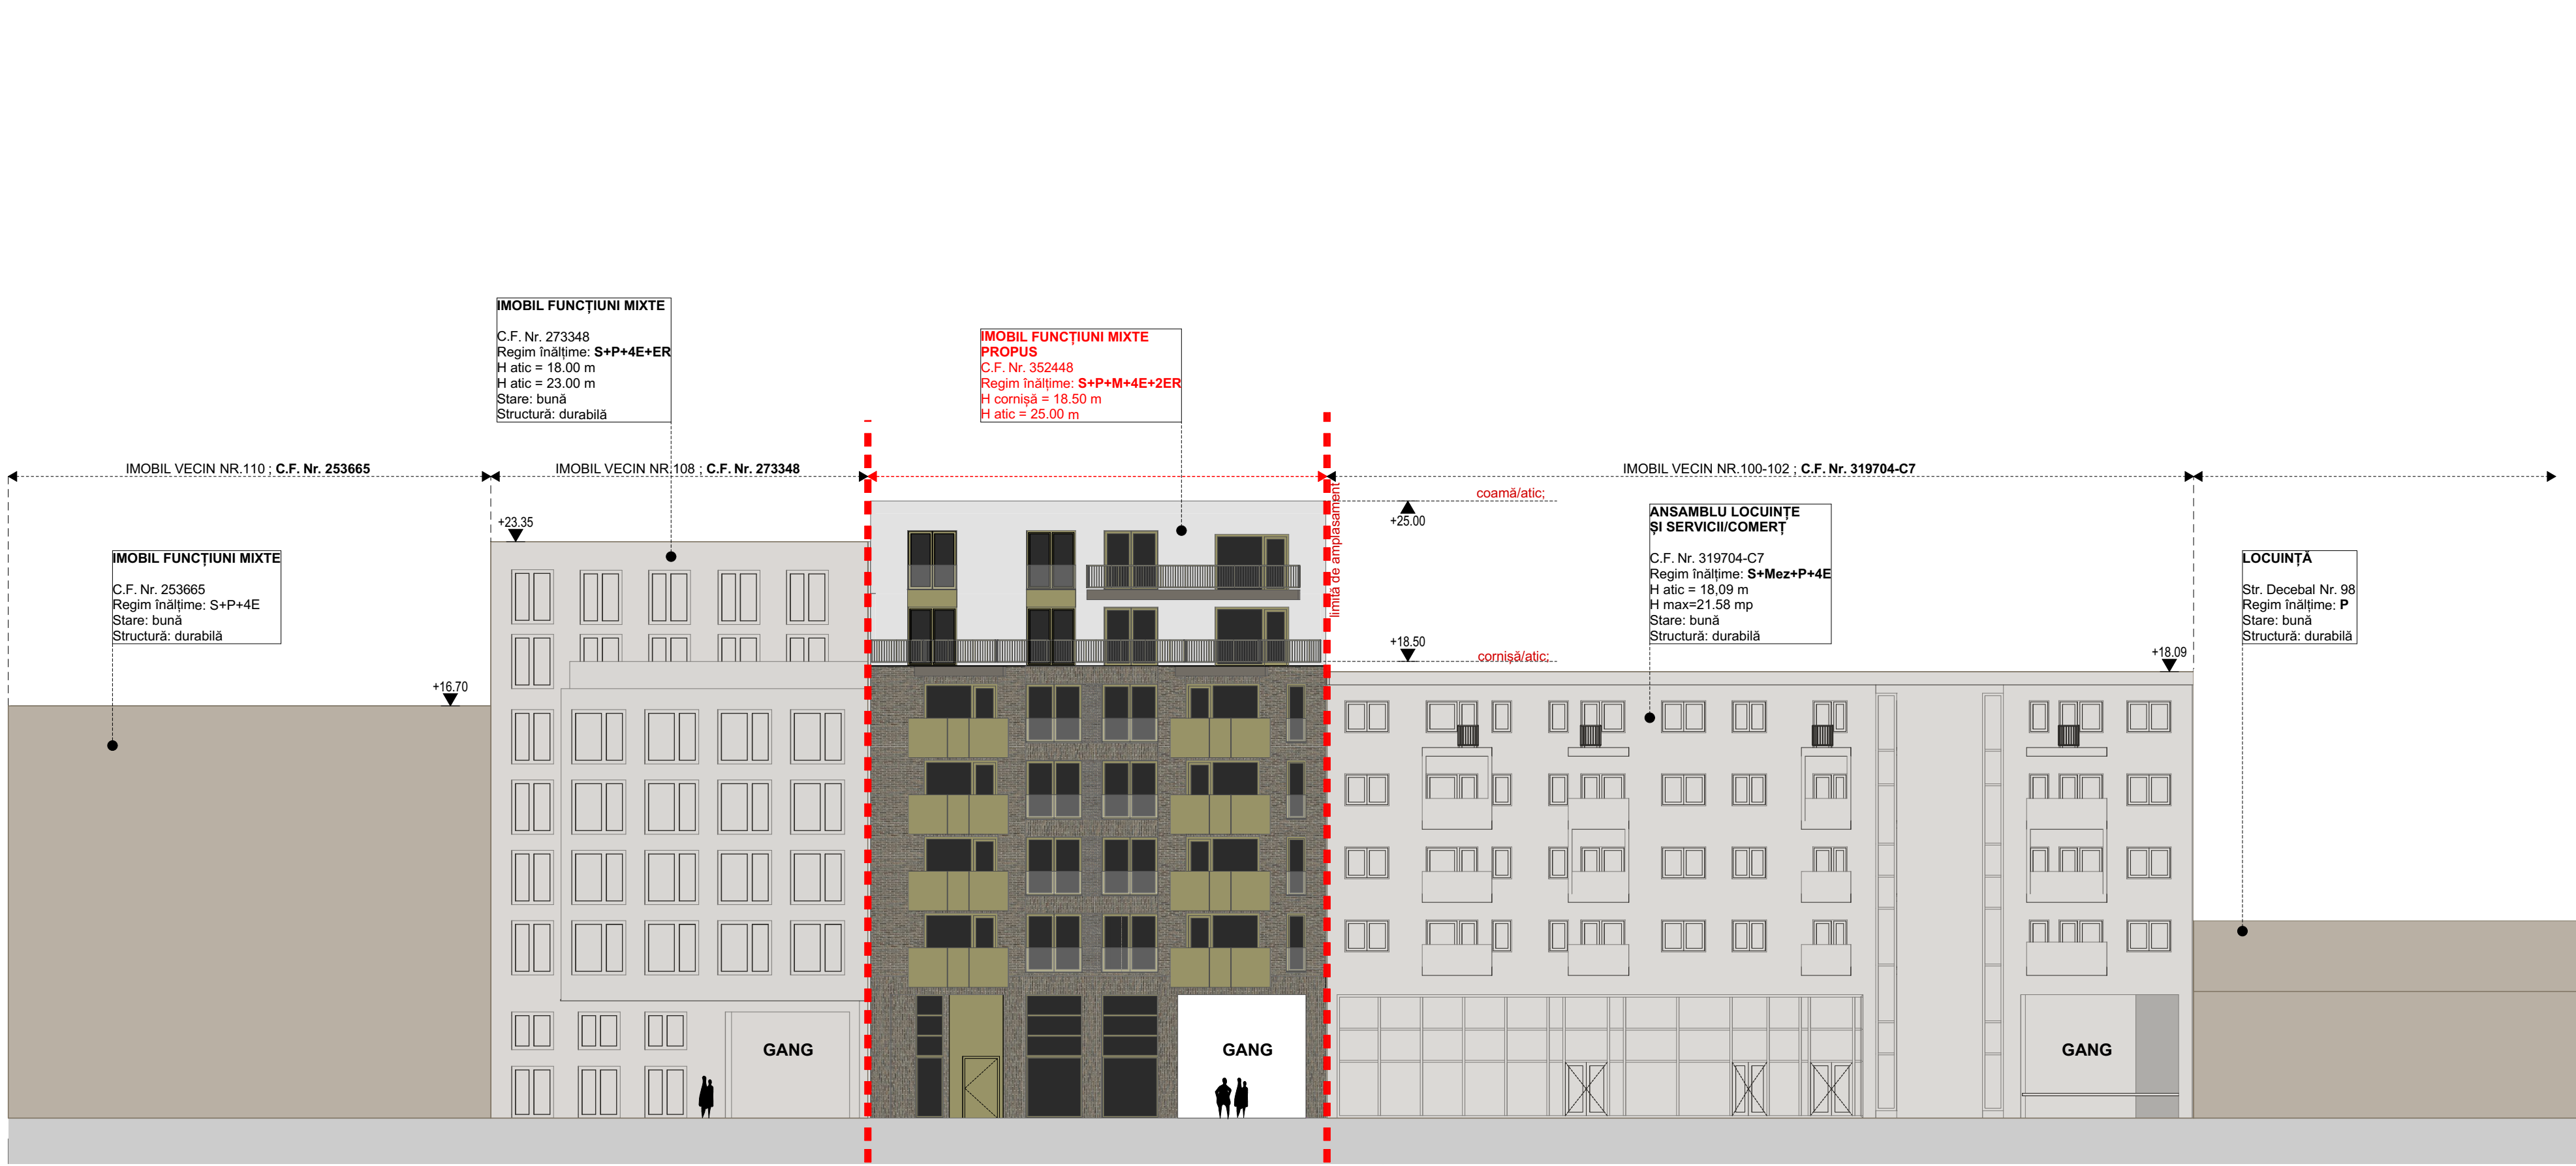 IMOBIL FUNCȚIUNI MIXTE
C.F. Nr. 273348
Regim înălțime: S+P+4E+ER
H atic = 18.00 m
H atic = 23.00 m
Stare: bună
Structură: durabilă
IMOBIL FUNCȚIUNI MIXTE
PROPUS
C.F. Nr. 352448
Regim înălțime: S+P+M+4E+2ER
H cornișă = 18.50 m
H atic = 25.00 m
IMOBIL VECIN NR.110 ; C.F. Nr. 253665
IMOBIL VECIN NR.108 ; C.F. Nr. 273348
IMOBIL VECIN NR.100-102 ; C.F. Nr. 319704-C7
limită de amplasament
coamă/atic;
+25.00
+23.35
ANSAMBLU LOCUINȚE
ȘI SERVICII/COMERȚ
C.F. Nr. 319704-C7
Regim înălțime: S+Mez+P+4E
H atic = 18,09 m
H max=21.58 mp
Stare: bună
Structură: durabilă
IMOBIL FUNCȚIUNI MIXTE
C.F. Nr. 253665
Regim înălțime: S+P+4E
Stare: bună
Structură: durabilă
LOCUINȚĂ
Str. Decebal Nr. 98
Regim înălțime: P
Stare: bună
Structură: durabilă
+18.50
cornişă/atic;
+18.09
+16.70
GANG
GANG
GANG